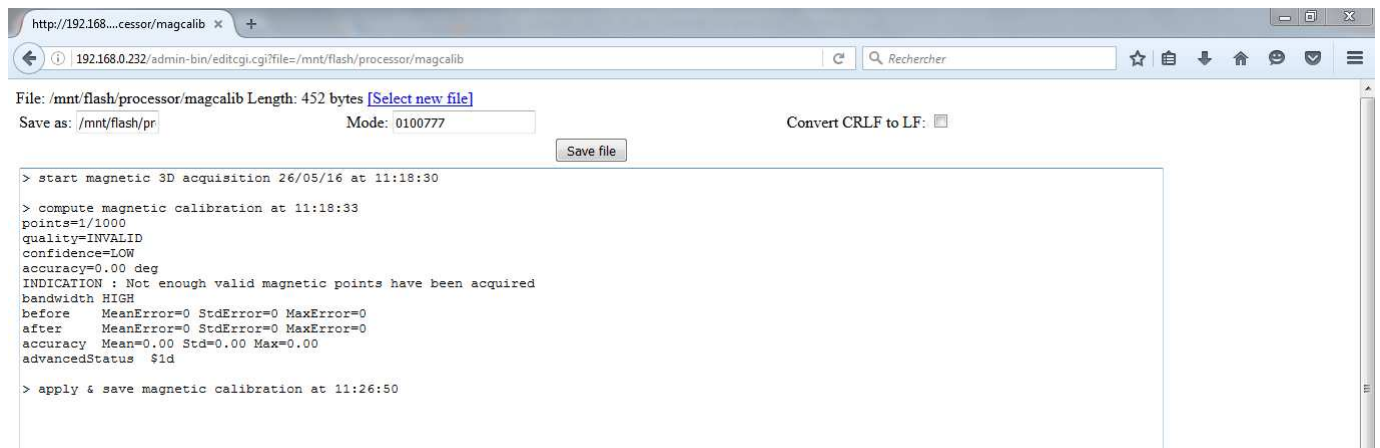 http://192.168....cessor/magcalib × +
192.168.0.232/admin-bin/editcgi.cgi?file=/mnt/flash/processor/magcalib
Rechercher
File: /mnt/flash/processor/magcalib Length: 452 bytes [Select new file]
Save as: /mnt/flash/pr Mode: 0100777 Convert CRLF to LF:
Save file
> start magnetic 3D acquisition 26/05/16 at 11:18:30
> compute magnetic calibration at 11:18:33
points=1/1000
quality=INVALID
confidence=LOW
accuracy=0.00 deg
INDICATION : Not enough valid magnetic points have been acquired
bandwidth HIGH
before MeanError=0 StdError=0 MaxError=0
after MeanError=0 StdError=0 MaxError=0
accuracy Mean=0.00 Std=0.00 Max=0.00
advancedStatus $1d
> apply & save magnetic calibration at 11:26:50